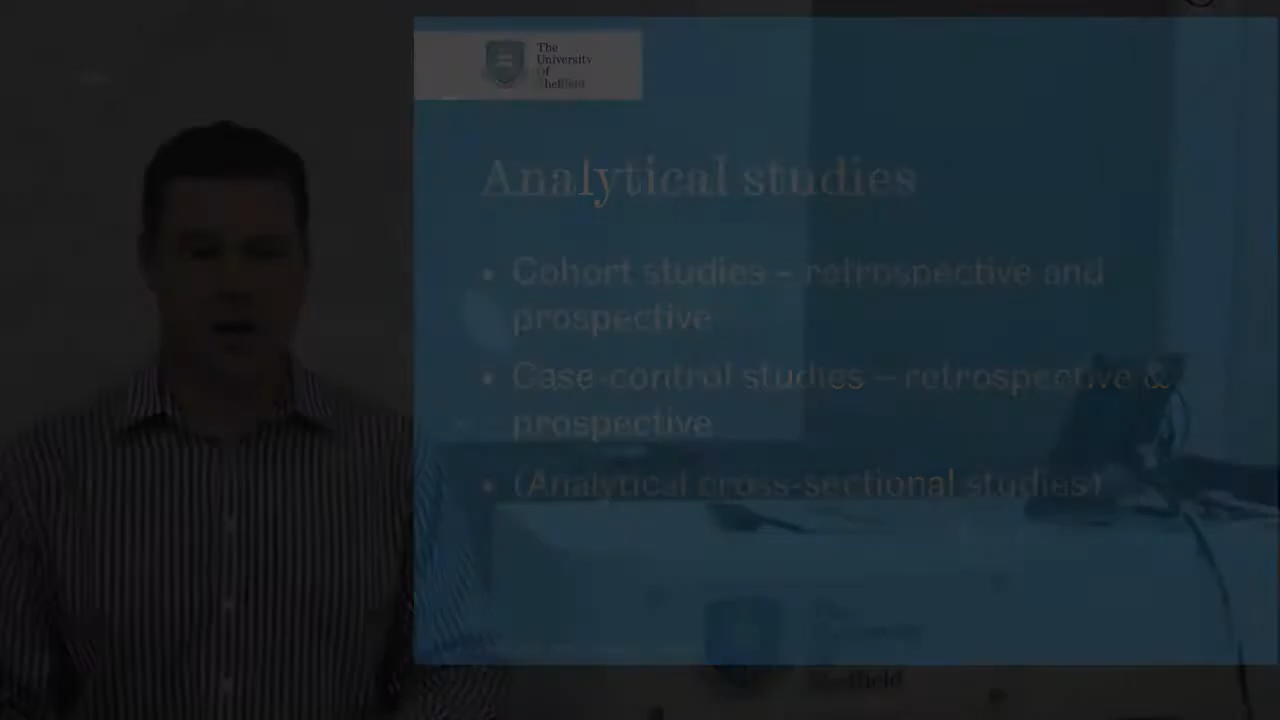 The
University
Of
Sheffield
Analytical studies
• Cohort studies – retrospective and
prospective
• Case-control studies – retrospective &
prospective
• (Analytical cross-sectional studies)
Sheffield